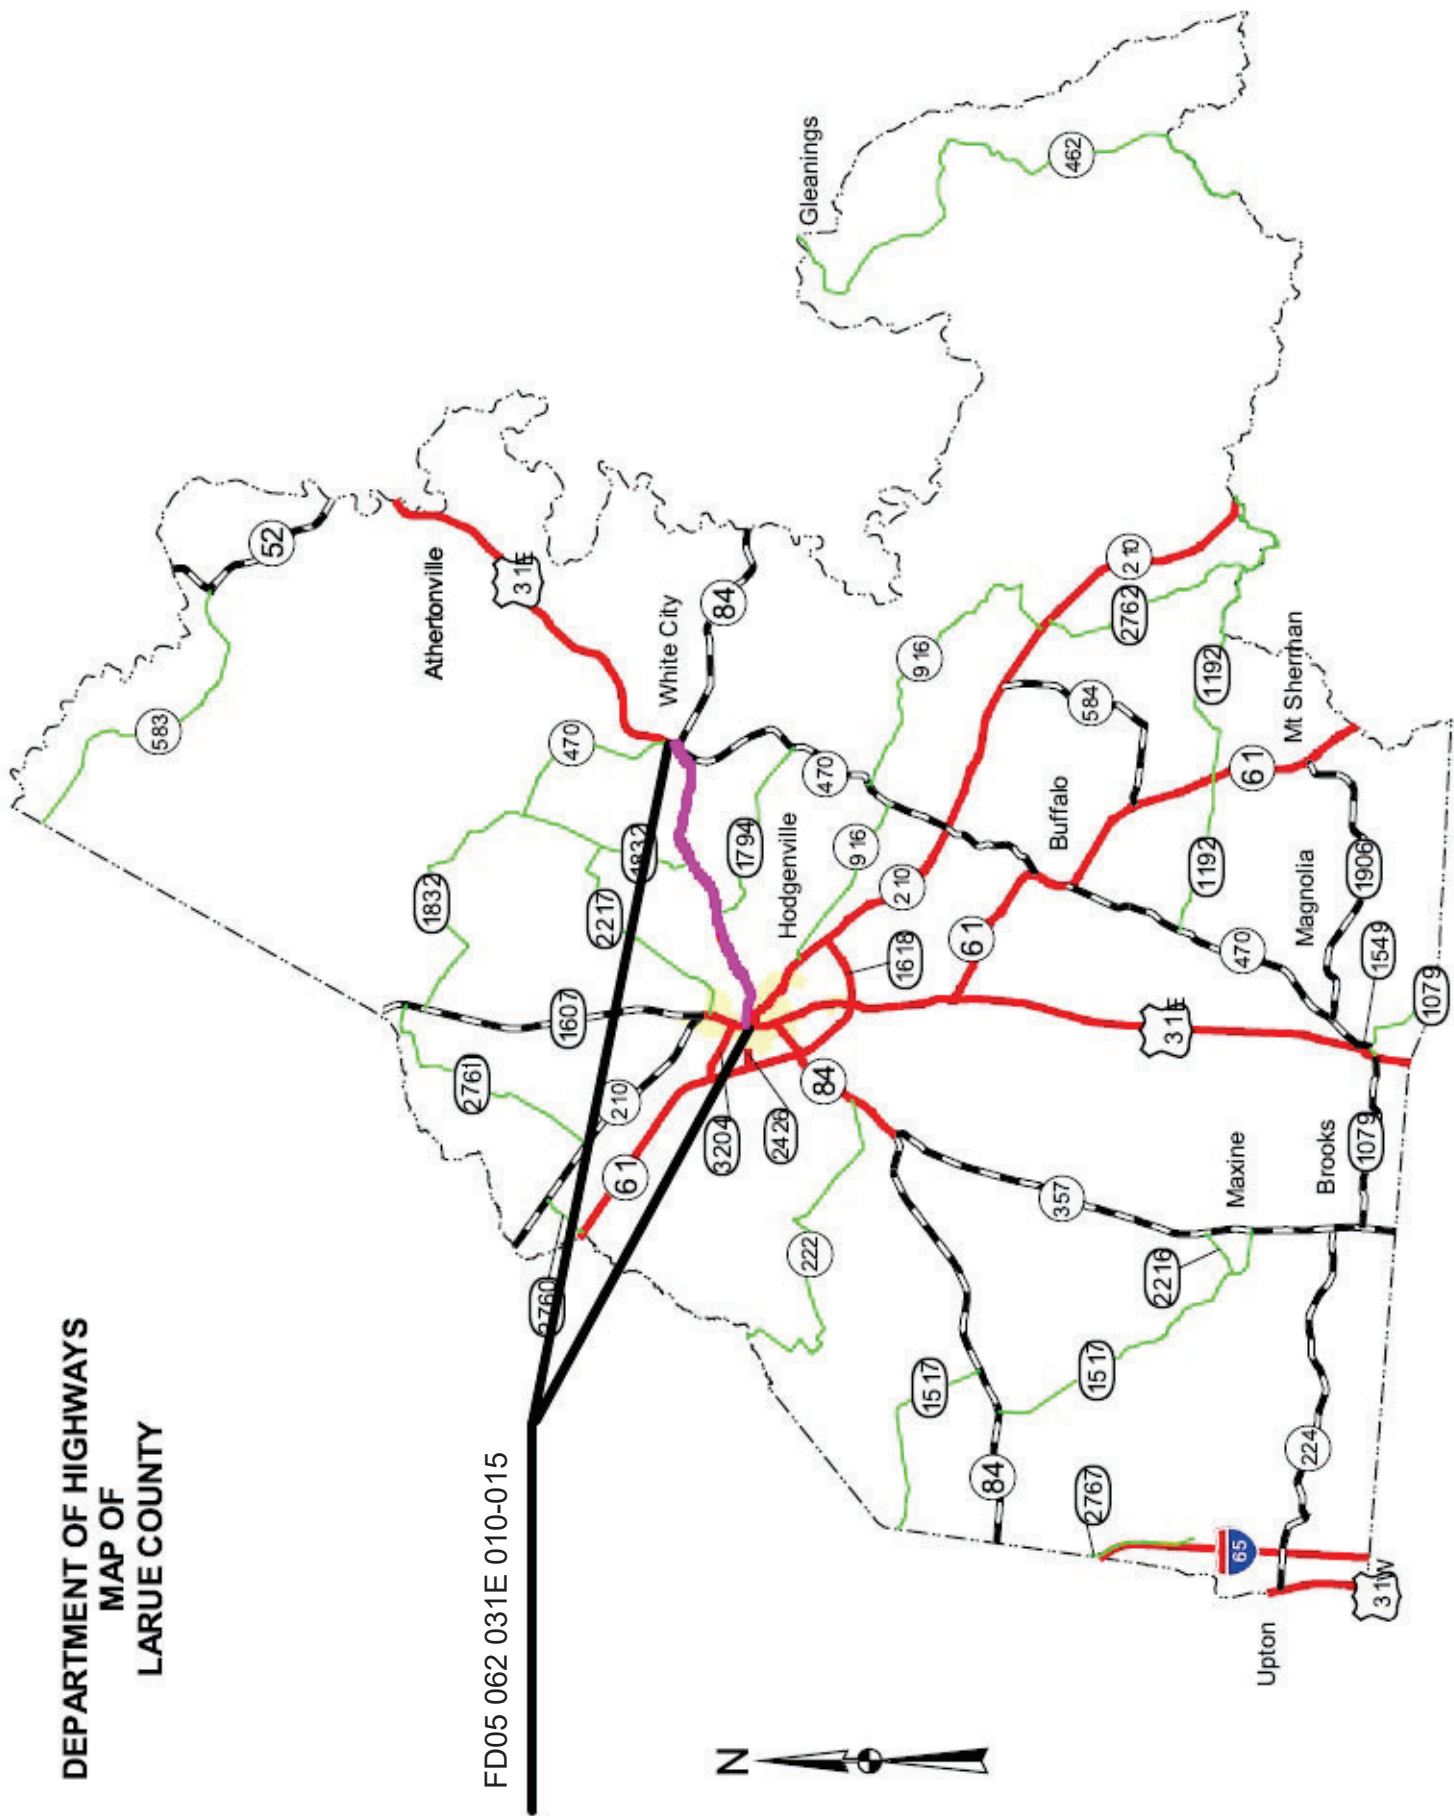 DEPARTMENT OF HIGHWAYS
MAP OF
LARUE COUNTY
FD05 062 031E 010-015
N
583
52
Athertonville
31E
White City
84
470
1832
1832
2217
1794
470
Hodgenville
916
916
Gleanings
462
1607
2761
210
61
2760
3204
2426
84
222
210
1618
61
Buffalo
584
210
2762
1192
1192
Mt Sherman
61
1906
Magnolia
470
1549
1079
31E
1079
Brooks
Maxine
357
2216
1517
1517
84
2767
224
65
Upton
31W